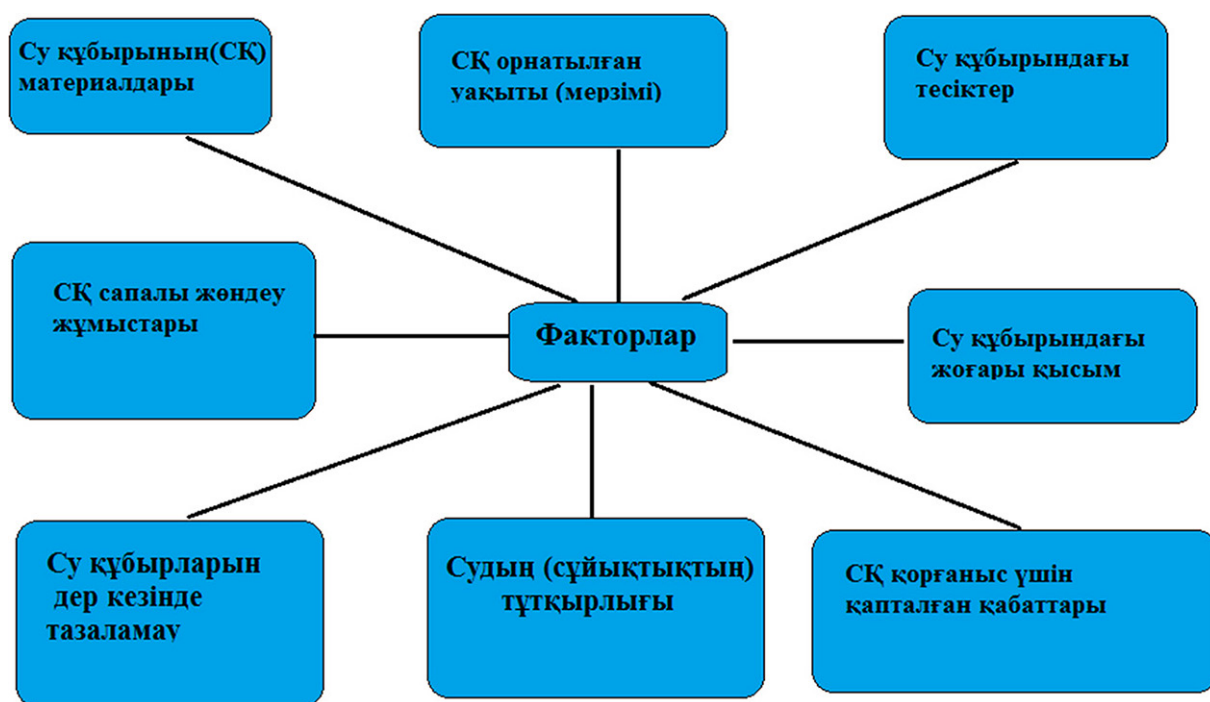 Су құбырының(СҚ)
материалдары
СҚ орнатылған
уақыты (мерзімі)
Су құбырындағы
тесіктер
СҚ сапалы жөндеу
жұмыстары
Факторлар
Су құбырындағы
жоғары қысым
Су құбырларын
дер кезінде
тазаламау
Судың (сұйықтықтың)
тұтқырлығы
СҚ қорғаныс үшін
қапталған қабаттары